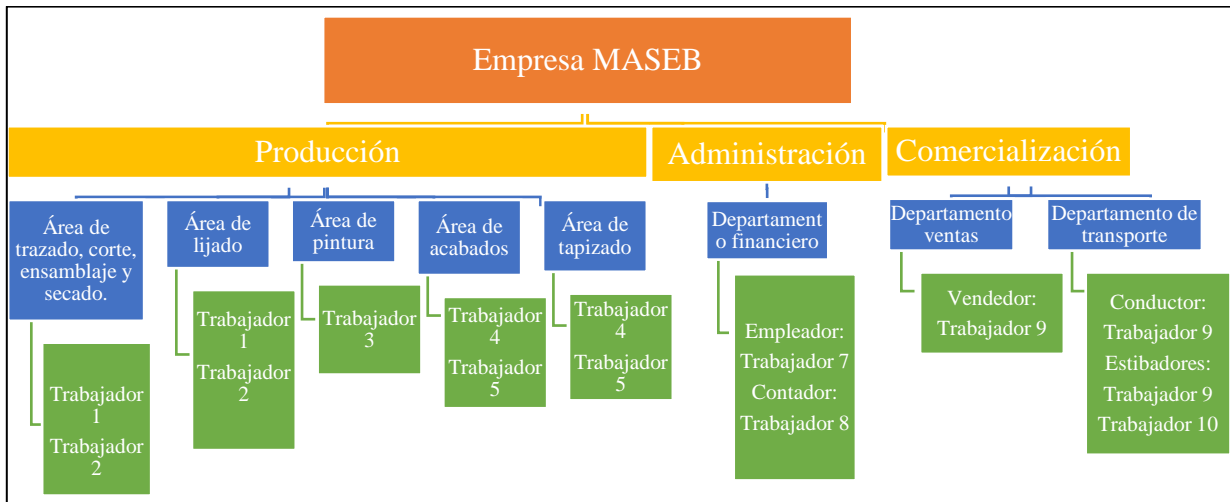 Empresa MASEB
Producción
Administración
Comercialización
Área de
trazado, corte,
ensamblaje y
secado.
Trabajador
1
Trabajador
2
Área de
lijado
Trabajador
1
Trabajador
2
Área de
pintura
Trabajador
3
Área de
acabados
Trabajador
4
Trabajador
5
Área de
tapizado
Trabajador
4
Trabajador
5
Departament
o financiero
Empleador:
Trabajador 7
Contador:
Trabajador 8
Departamento
ventas
Vendedor:
Trabajador 9
Departamento de
transporte
Conductor:
Trabajador 9
Estibadores:
Trabajador 9
Trabajador 10